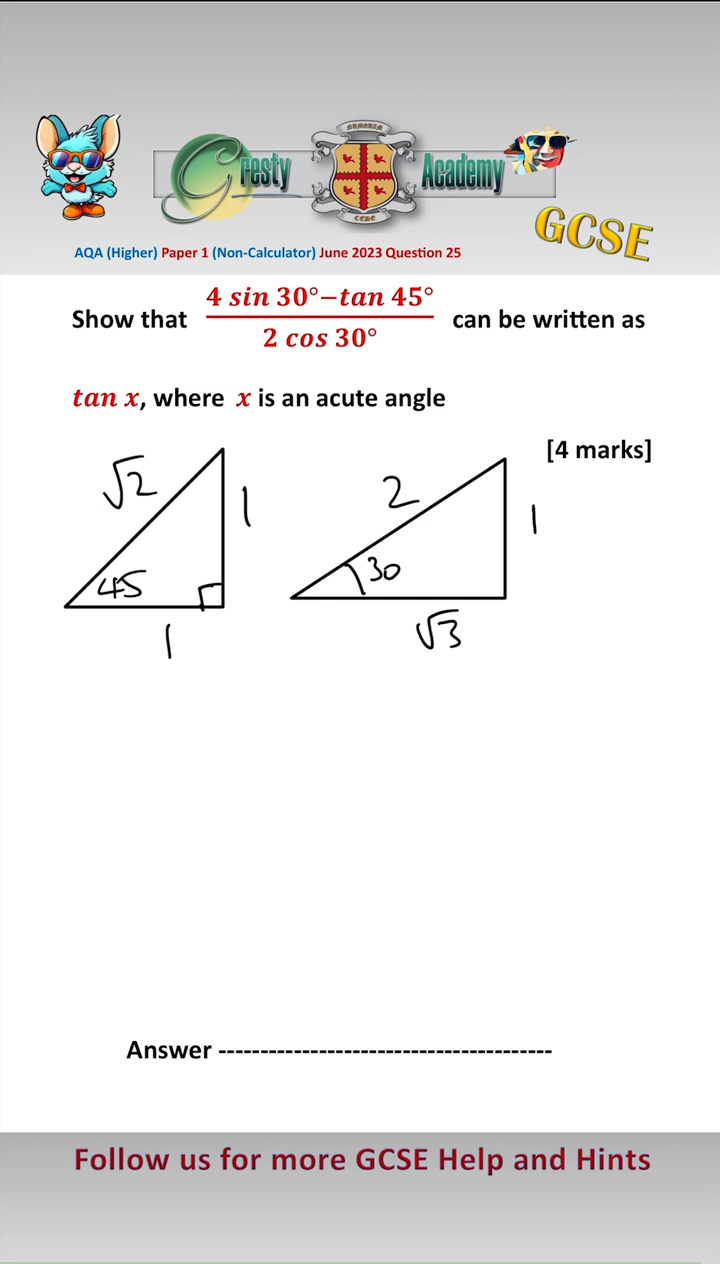 NEMOREM
Gresty Academy
CEDE
GCSE
AQA (Higher) Paper 1 (Non-Calculator) June 2023 Question 25
Show that (4 sin 30°−tan 45°)/(2 cos 30°) can be written as
tan x, where x is an acute angle
[4 marks]
√2
1
45
1
2
1
30
√3
Answer ----------------------------------------
Follow us for more GCSE Help and Hints